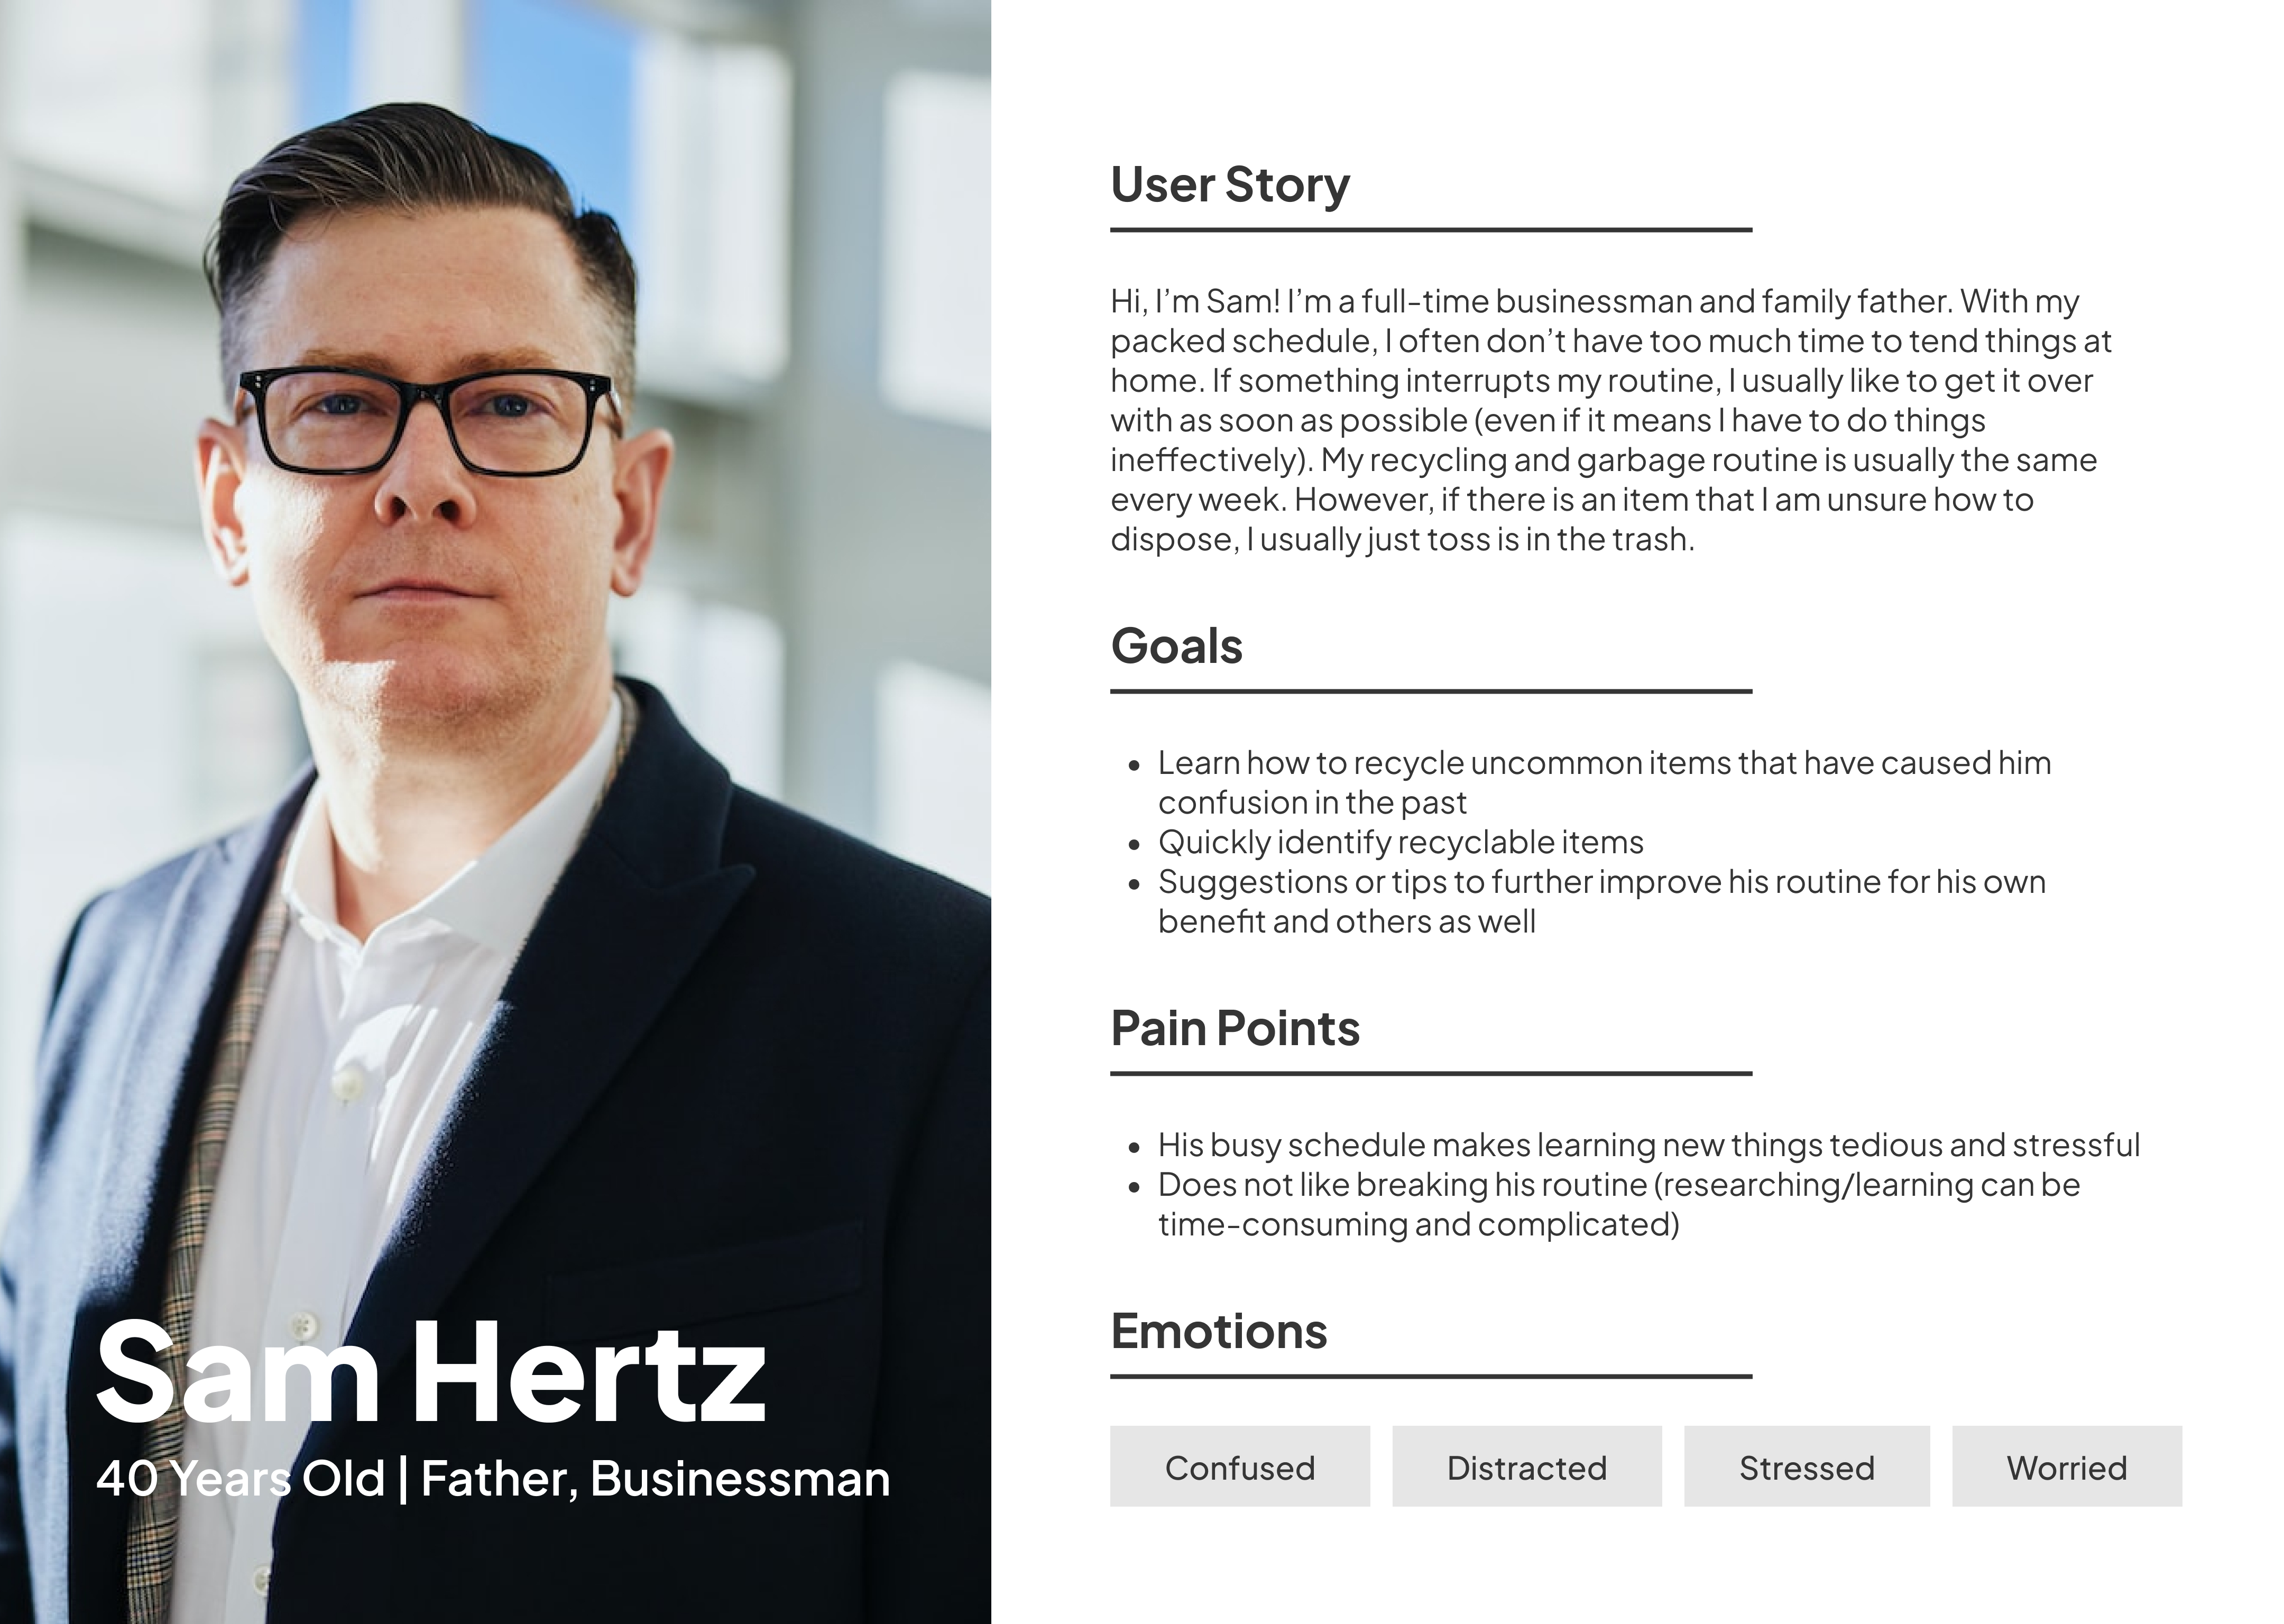 Sam Hertz
40 Years Old | Father, Businessman
User Story
Hi, I’m Sam! I’m a full-time businessman and family father. With my
packed schedule, I often don’t have too much time to tend things at
home. If something interrupts my routine, I usually like to get it over
with as soon as possible (even if it means I have to do things
ineffectively). My recycling and garbage routine is usually the same
every week. However, if there is an item that I am unsure how to
dispose, I usually just toss is in the trash.
Goals
• Learn how to recycle uncommon items that have caused him
confusion in the past
• Quickly identify recyclable items
• Suggestions or tips to further improve his routine for his own
benefit and others as well
Pain Points
• His busy schedule makes learning new things tedious and stressful
• Does not like breaking his routine (researching/learning can be
time-consuming and complicated)
Emotions
Confused Distracted Stressed Worried